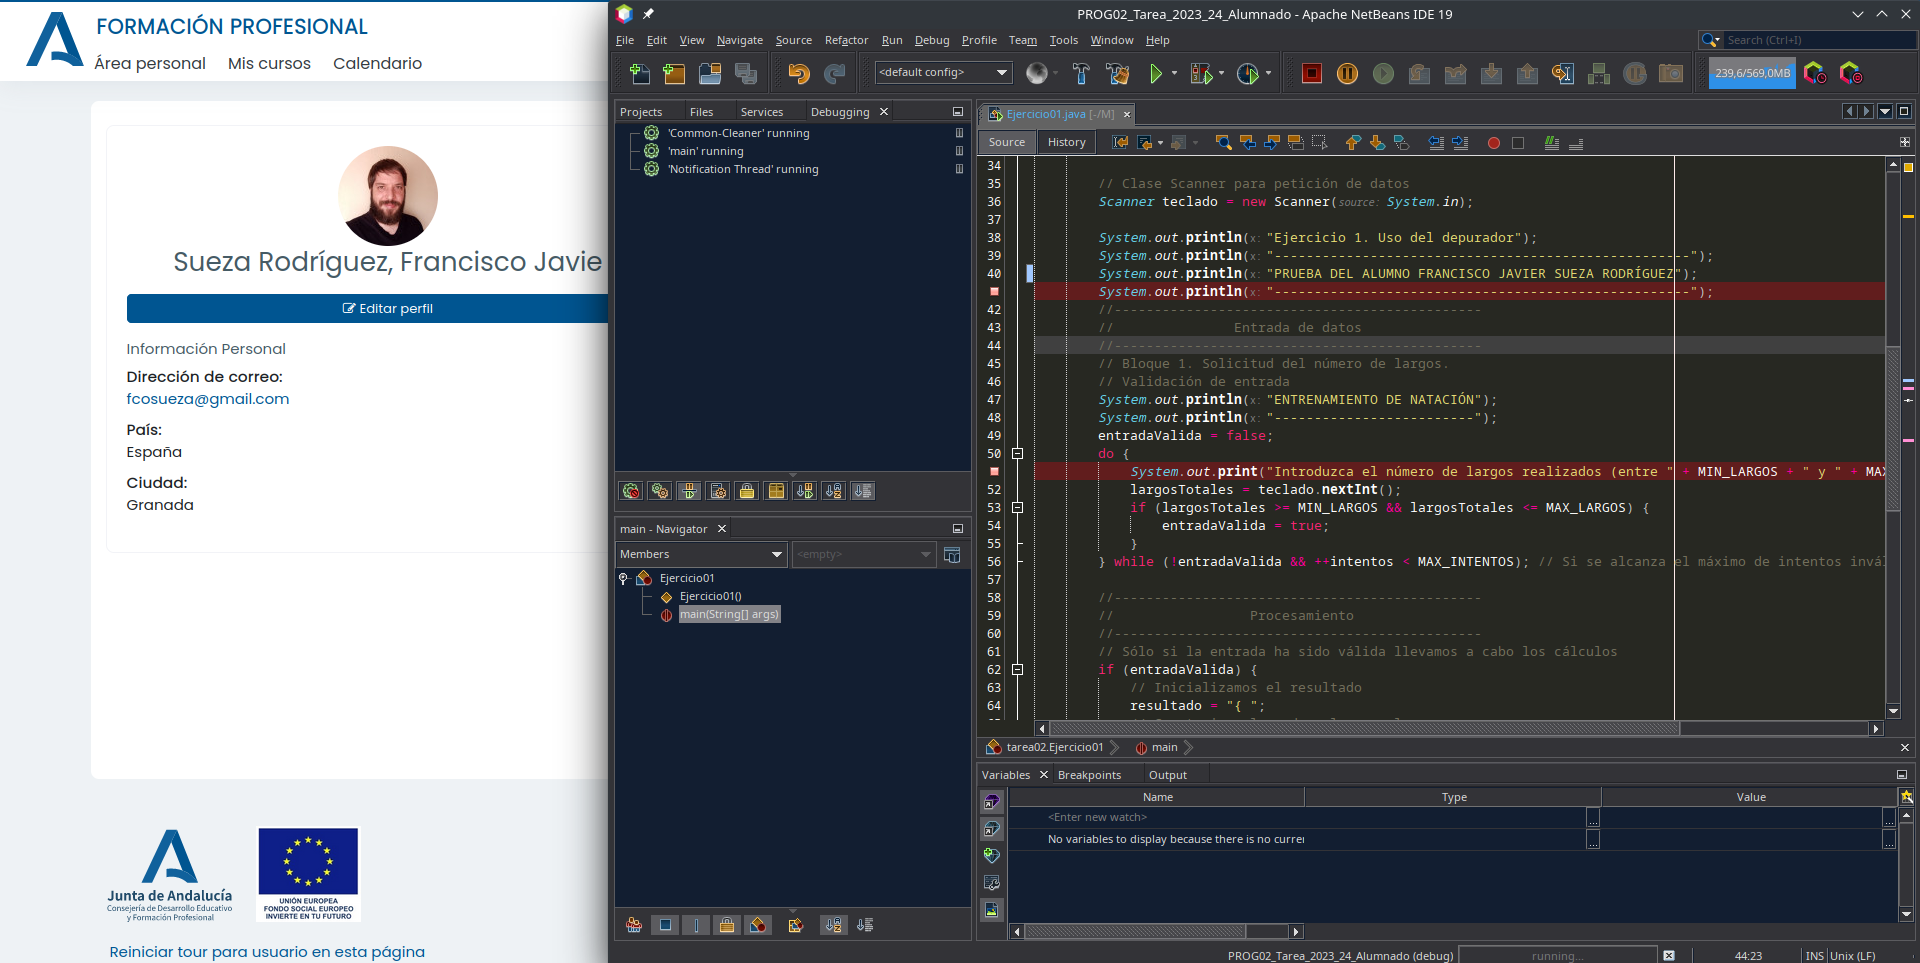 FORMACIÓN PROFESIONAL
Área personal Mis cursos Calendario
Sueza Rodríguez, Francisco Javie
Editar perfil
Información Personal
Dirección de correo:
fcosueza@gmail.com
País:
España
Ciudad:
Granada
Junta de Andalucía
Consejería de Desarrollo Educativo
y Formación Profesional
UNIÓN EUROPEA
FONDO SOCIAL EUROPEO
INVIERTE EN TU FUTURO
Reiniciar tour para usuario en esta página
PROG02_Tarea_2023_24_Alumnado - Apache NetBeans IDE 19
File Edit View Navigate Source Refactor Run Debug Profile Team Tools Window Help
Search (Ctrl+I)
<default config>
239,6/569,0MB
Projects Files Services Debugging
'Common-Cleaner' running
'main' running
'Notification Thread' running
main - Navigator
Members <empty>
Ejercicio01
Ejercicio01()
main(String[] args)
Ejercicio01.java [-/M]
Source History
34
35 // Clase Scanner para petición de datos
36 Scanner teclado = new Scanner(source: System.in);
37
38 System.out.println(x: "Ejercicio 1. Uso del depurador");
39 System.out.println(x: "----------------------------------------------------");
40 System.out.println(x: "PRUEBA DEL ALUMNO FRANCISCO JAVIER SUEZA RODRÍGUEZ");
System.out.println(x: "----------------------------------------------------");
42 //----------------------------------------------
43 // Entrada de datos
44 //----------------------------------------------
45 // Bloque 1. Solicitud del número de largos.
46 // Validación de entrada
47 System.out.println(x: "ENTRENAMIENTO DE NATACIÓN");
48 System.out.println(x: "-------------------------");
49 entradaValida = false;
50 do {
System.out.print("Introduzca el número de largos realizados (entre " + MIN_LARGOS + " y " + MAX
52 largosTotales = teclado.nextInt();
53 if (largosTotales >= MIN_LARGOS && largosTotales <= MAX_LARGOS) {
54 entradaValida = true;
55 }
56 } while (!entradaValida && ++intentos < MAX_INTENTOS); // Si se alcanza el máximo de intentos invál
57
58 //----------------------------------------------
59 // Procesamiento
60 //----------------------------------------------
61 // Sólo si la entrada ha sido válida llevamos a cabo los cálculos
62 if (entradaValida) {
63 // Inicializamos el resultado
64 resultado = "{ ";
tarea02.Ejercicio01 main
Variables Breakpoints Output
Name Type Value
<Enter new watch>
No variables to display because there is no currer
PROG02_Tarea_2023_24_Alumnado (debug) running... 44:23 INS Unix (LF)